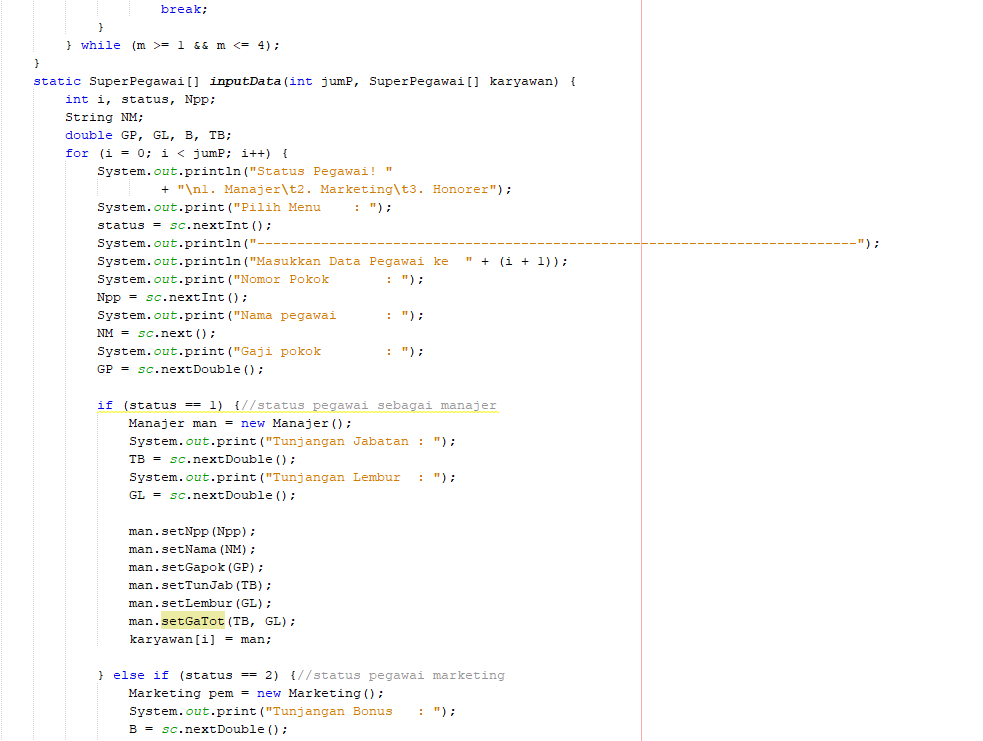 break;
}
} while (m >= 1 && m <= 4);
}
static SuperPegawai[] inputData(int jumP, SuperPegawai[] karyawan) {
int i, status, Npp;
String NM;
double GP, GL, B, TB;
for (i = 0; i < jumP; i++) {
System.out.println("Status Pegawai! "
+ "\n1. Manajer\t2. Marketing\t3. Honorer");
System.out.print("Pilih Menu    : ");
status = sc.nextInt();
System.out.println("---------------------------------------------------------------------------");
System.out.println("Masukkan Data Pegawai ke  " + (i + 1));
System.out.print("Nomor Pokok       : ");
Npp = sc.nextInt();
System.out.print("Nama pegawai      : ");
NM = sc.next();
System.out.print("Gaji pokok        : ");
GP = sc.nextDouble();
if (status == 1) {//status pegawai sebagai manajer
Manajer man = new Manajer();
System.out.print("Tunjangan Jabatan : ");
TB = sc.nextDouble();
System.out.print("Tunjangan Lembur  : ");
GL = sc.nextDouble();
man.setNpp(Npp);
man.setNama(NM);
man.setGapok(GP);
man.setTunJab(TB);
man.setLembur(GL);
man.setGaTot(TB, GL);
karyawan[i] = man;
} else if (status == 2) {//status pegawai marketing
Marketing pem = new Marketing();
System.out.print("Tunjangan Bonus   : ");
B = sc.nextDouble();